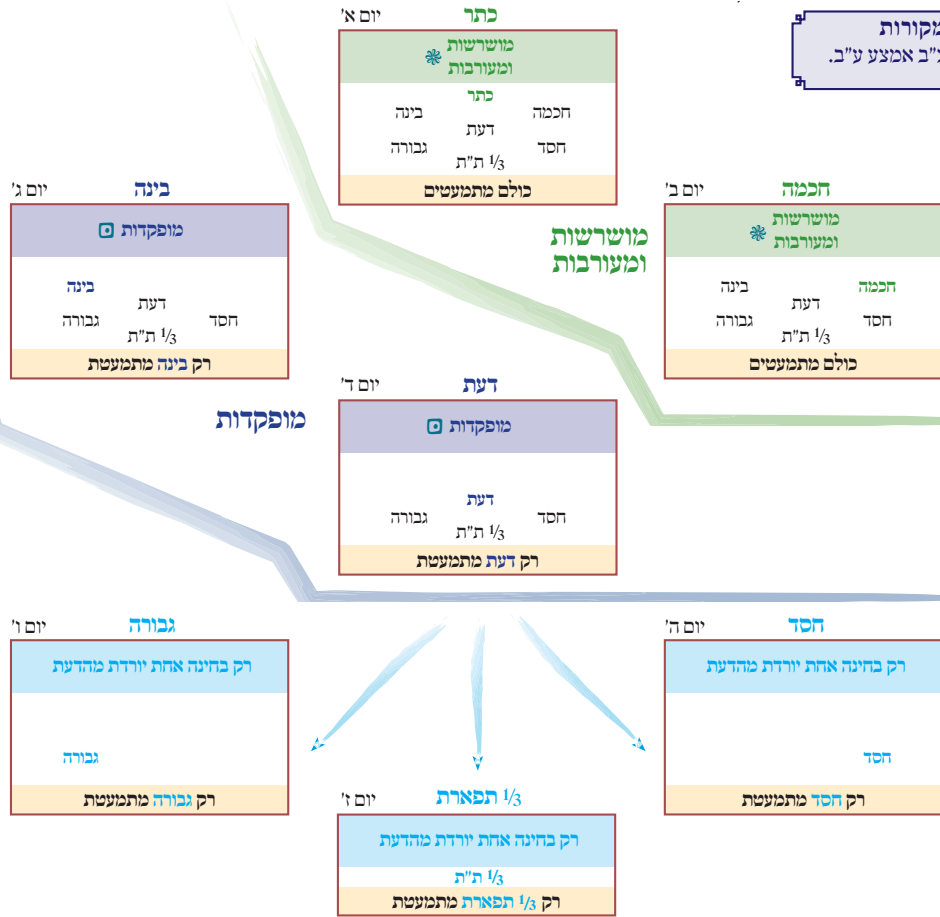 מקורות
ע״ב אמצע ע״ב.
כתר
יום א'
מושרשות
ומעורבות
כתר
חכמה
בינה
דעת
חסד
גבורה
1/3 ת״ת
כולם מתמעטים
חכמה
יום ב'
מושרשות
ומעורבות
חכמה
בינה
דעת
חסד
גבורה
1/3 ת״ת
כולם מתמעטים
בינה
יום ג'
מופקדות
בינה
דעת
חסד
גבורה
1/3 ת״ת
רק בינה מתמעטת
מושרשות
ומעורבות
דעת
יום ד'
מופקדות
דעת
חסד
גבורה
1/3 ת״ת
רק דעת מתמעטת
מופקדות
חסד
יום ה'
רק בחינה אחת יורדת מהדעת
חסד
רק חסד מתמעטת
גבורה
יום ו'
רק בחינה אחת יורדת מהדעת
גבורה
רק גבורה מתמעטת
1/3 תפארת
יום ז'
רק בחינה אחת יורדת מהדעת
1/3 ת״ת
רק 1/3 תפארת מתמעטת